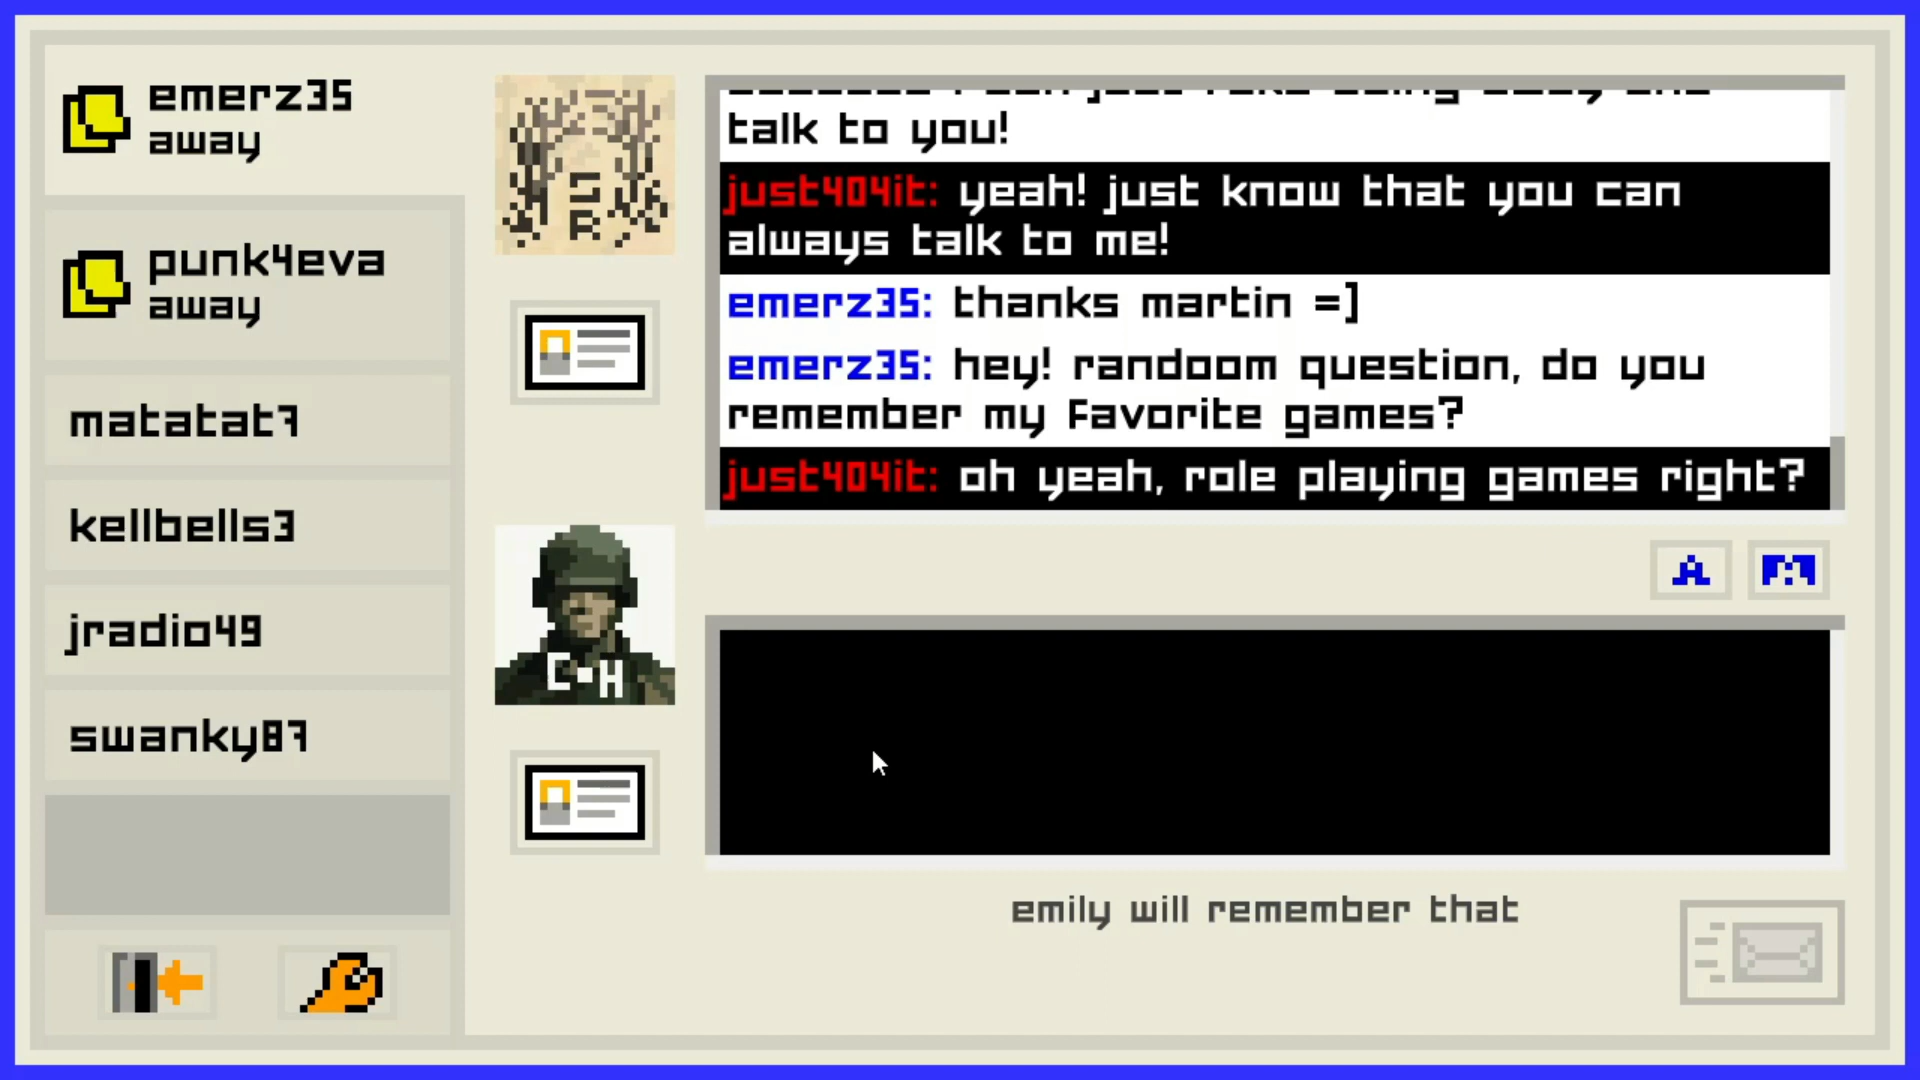 emerz35
away
punk4eva
away
matatat7
kellbells3
jradio49
swanky87
SR
C•H
talk to you!
just404it: yeah! just know that you can
always talk to me!
emerz35: thanks martin =]
emerz35: hey! randoom question, do you
remember my favorite games?
just404it: oh yeah, role playing games right?
A
emily will remember that